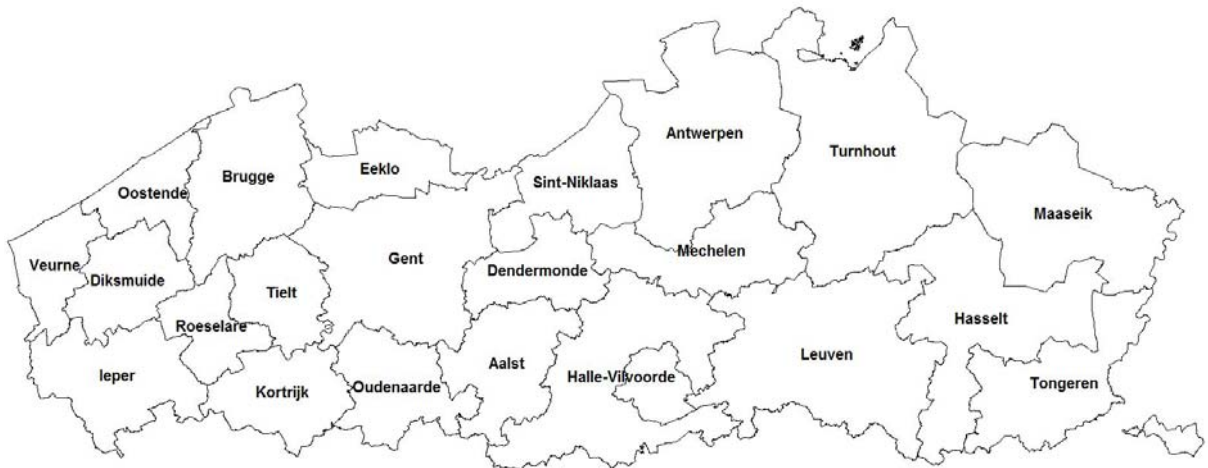 Antwerpen
Turnhout
Eeklo
Brugge
Oostende
Sint-Niklaas
Maaseik
Mechelen
Gent
Veurne
Diksmuide
Dendermonde
Tielt
Hasselt
Roeselare
Leuven
Aalst
Ieper
Halle-Vilvoorde
Tongeren
Oudenaarde
Kortrijk